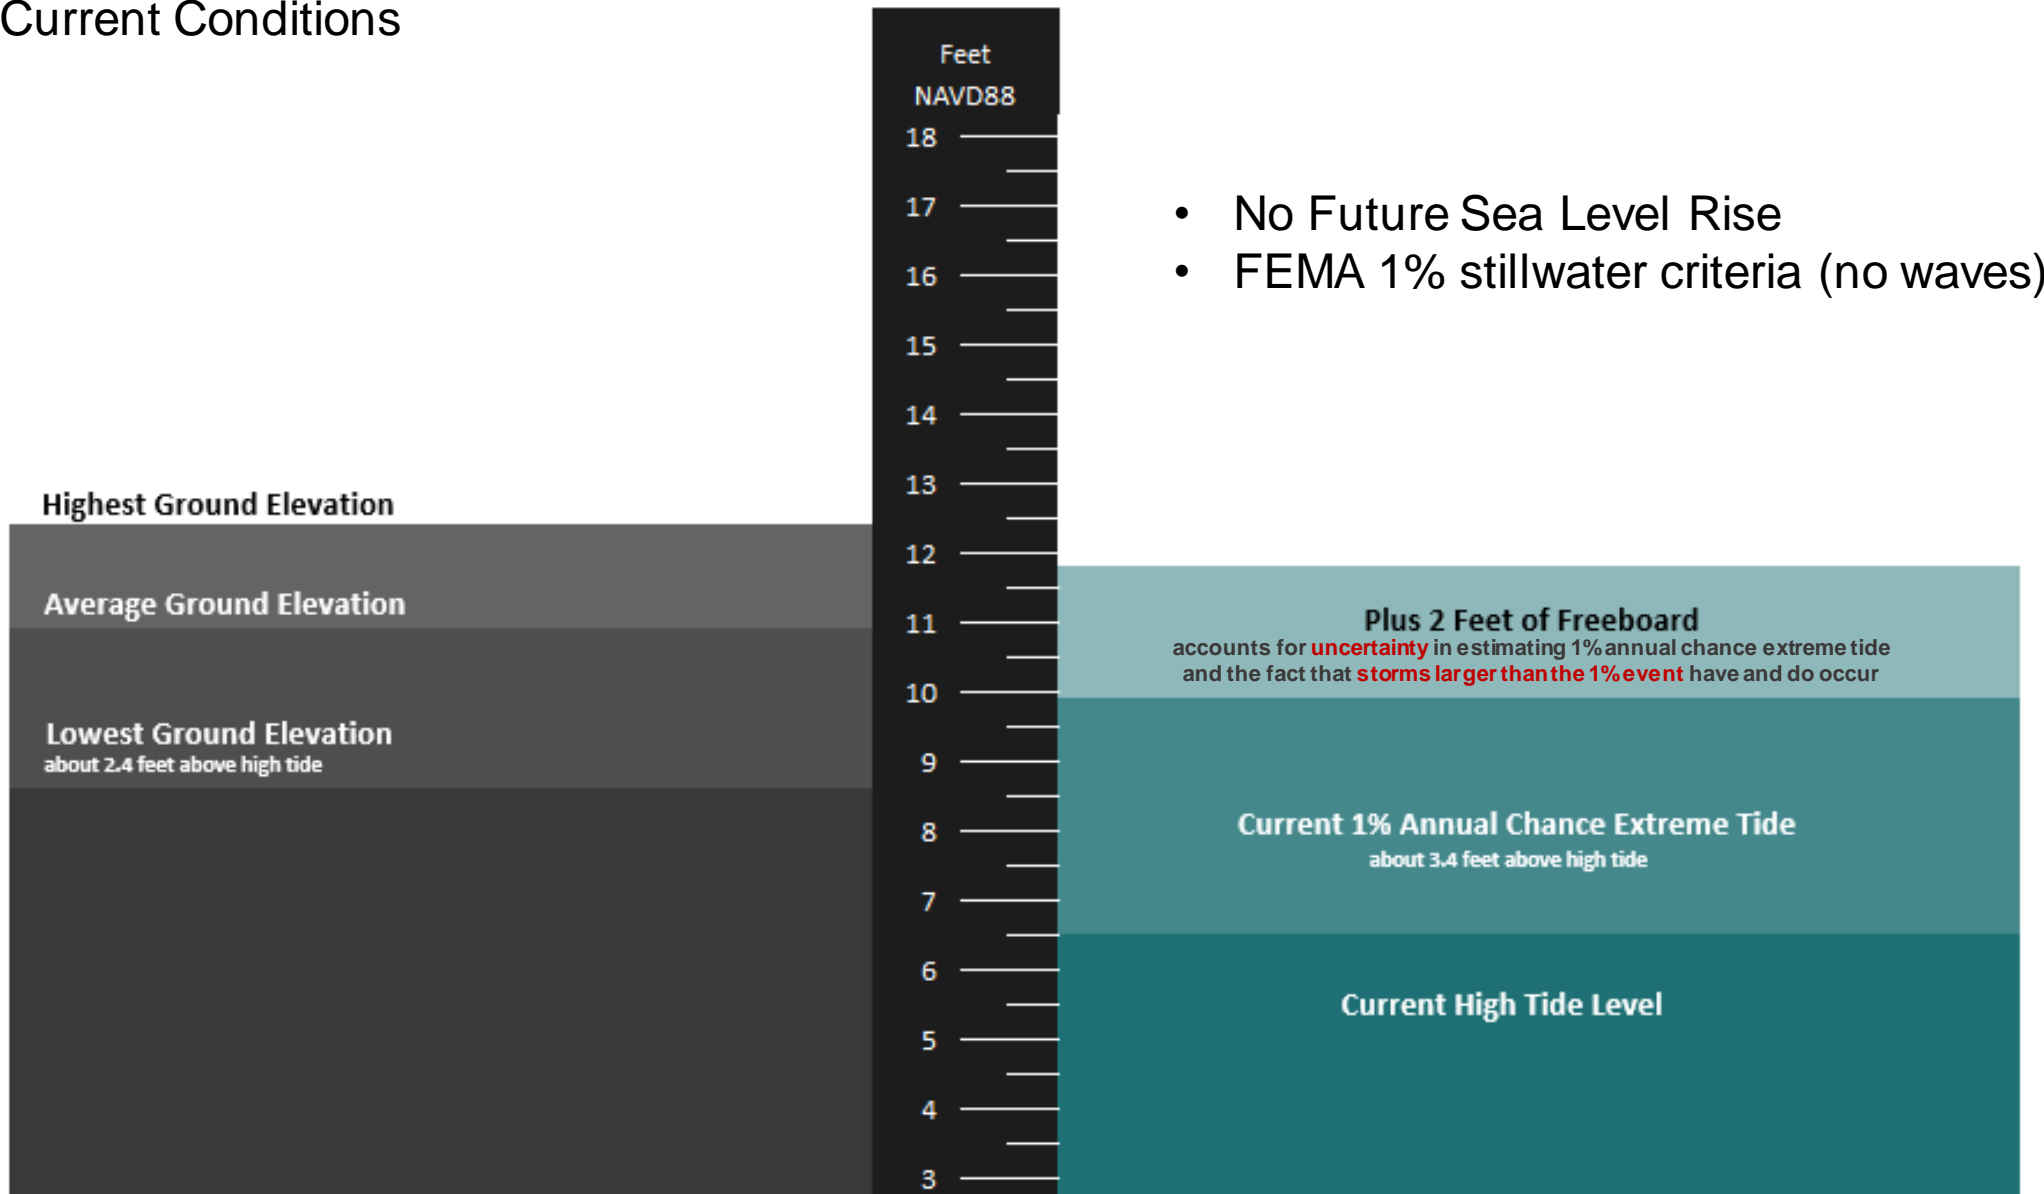 Current Conditions
Feet
NAVD88
18
17
16
15
14
13
12
11
10
9
8
7
6
5
4
3
• No Future Sea Level Rise
• FEMA 1% stillwater criteria (no waves)
Highest Ground Elevation
Average Ground Elevation
Lowest Ground Elevation
about 2.4 feet above high tide
Plus 2 Feet of Freeboard
accounts for uncertainty in estimating 1% annual chance extreme tide
and the fact that storms larger than the 1% event have and do occur
Current 1% Annual Chance Extreme Tide
about 3.4 feet above high tide
Current High Tide Level